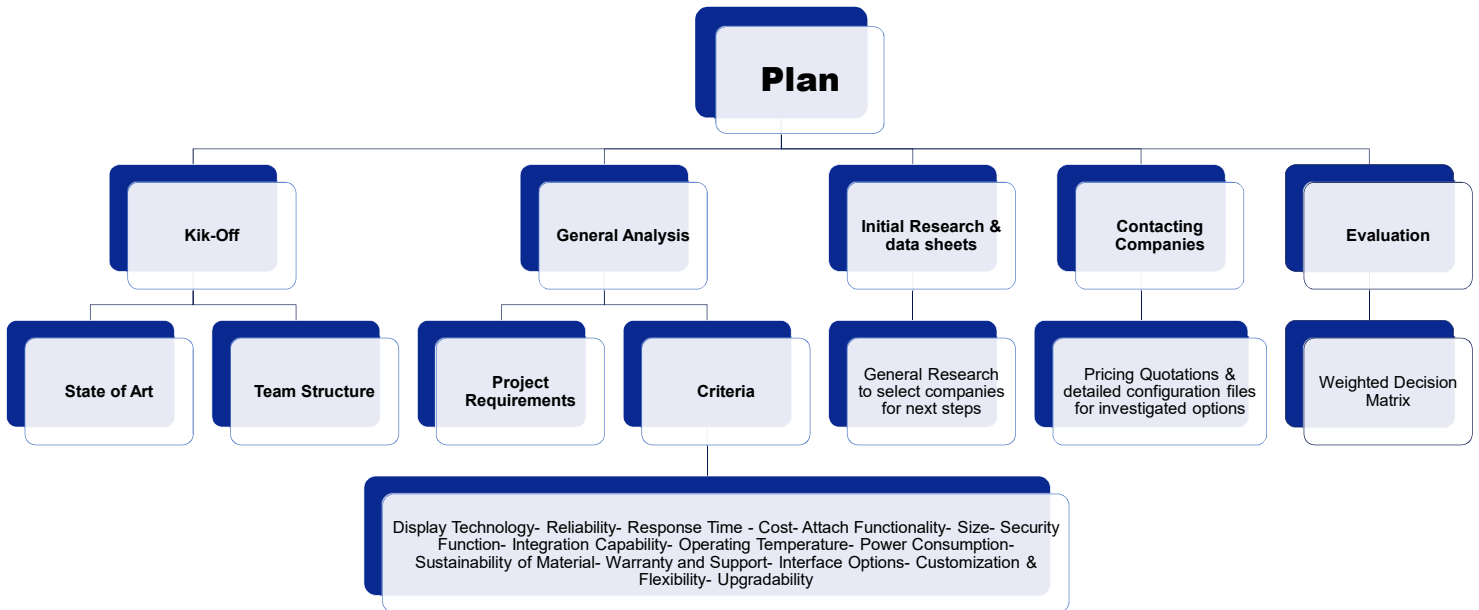 Plan
Kik-Off
General Analysis
Initial Research &
data sheets
Contacting
Companies
Evaluation
State of Art
Team Structure
Project
Requirements
Criteria
General Research
to select companies
for next steps
Pricing Quotations &
detailed configuration files
for investigated options
Weighted Decision
Matrix
Display Technology- Reliability- Response Time - Cost- Attach Functionality- Size- Security
Function- Integration Capability- Operating Temperature- Power Consumption-
Sustainability of Material- Warranty and Support- Interface Options- Customization &
Flexibility- Upgradability